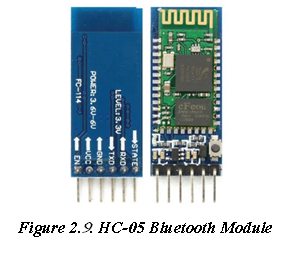 FC-114
POWER: 3.6V-6V
LEVEL: 3.3V
EN
VCC
GND
TXD
RXD
STATE
Figure 2.9. HC-05 Bluetooth Module